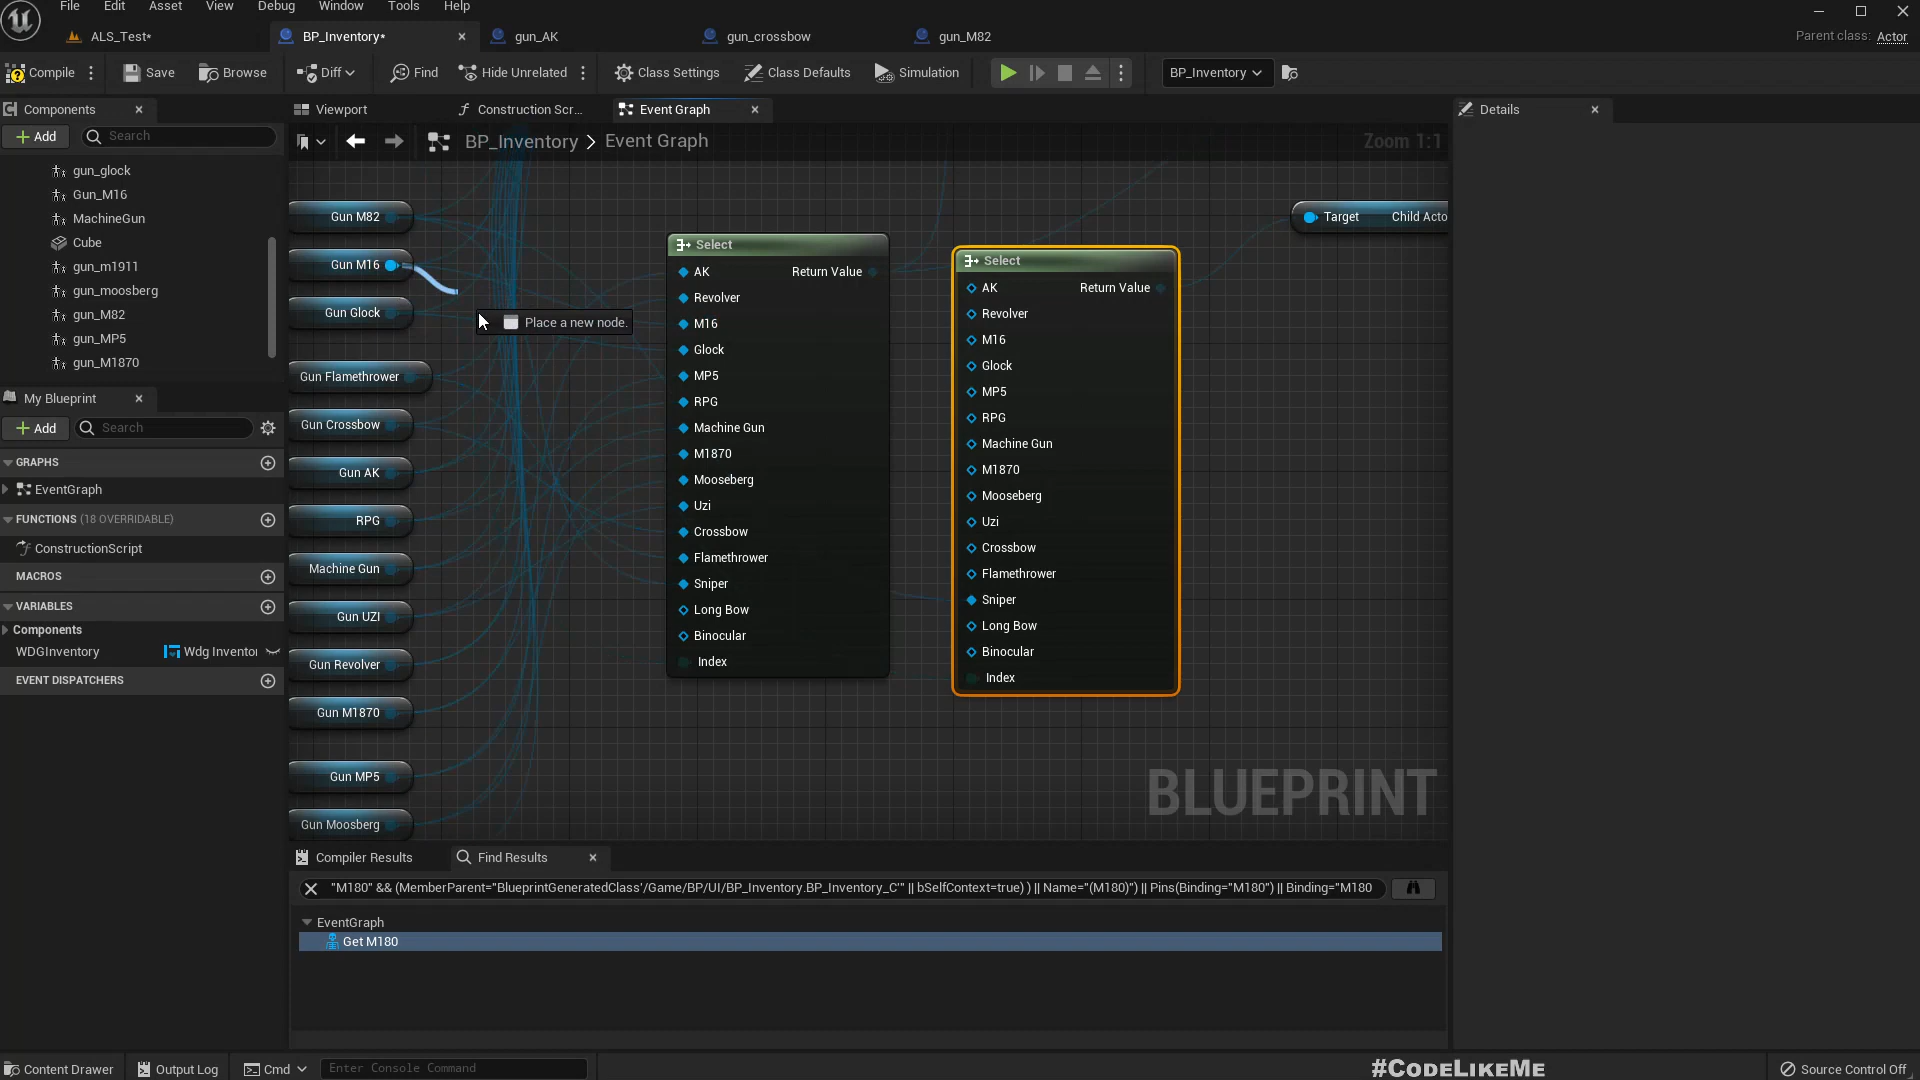 File Edit Asset View Window Debug Tools Help
ALS_Test* BP_Inventory* gun_AK gun_crossbow gun_M82 Parent class: Actor
Compile Save Browse Diff Find Hide Unrelated Class Settings Class Defaults Simulation BP_Inventory
Components Viewport Construction Scr... Event Graph Details
Add Search BP_Inventory > Event Graph Zoom 1:1
gun_glock
Gun_M16
MachineGun
Cube
gun_m1911
gun_moosberg
gun_M82
gun_MP5
gun_M1870
My Blueprint
Add Search
GRAPHS
EventGraph
FUNCTIONS (18 OVERRIDABLE)
ConstructionScript
MACROS
VARIABLES
Components
WDGInventory Wdg Invento
EVENT DISPATCHERS
Gun M82
Gun M16
Gun Glock
Gun Flamethrower
Gun Crossbow
Gun AK
RPG
Machine Gun
Gun UZI
Gun Revolver
Gun M1870
Gun MP5
Gun Moosberg
Place a new node.
Select
AK Return Value
Revolver
M16
Glock
MP5
RPG
Machine Gun
M1870
Mooseberg
Uzi
Crossbow
Flamethrower
Sniper
Long Bow
Binocular
Index
Select
AK Return Value
Revolver
M16
Glock
MP5
RPG
Machine Gun
M1870
Mooseberg
Uzi
Crossbow
Flamethrower
Sniper
Long Bow
Binocular
Index
Target Child Acto
BLUEPRINT
Compiler Results Find Results
"M180" && (MemberParent="BlueprintGeneratedClass'/Game/BP/UI/BP_Inventory.BP_Inventory_C'" || bSelfContext=true) ) || Name="(M180)") || Pins(Binding="M180") || Binding="M180
EventGraph
Get M180
Content Drawer Output Log Cmd Enter Console Command #CODELIKEME Source Control Off